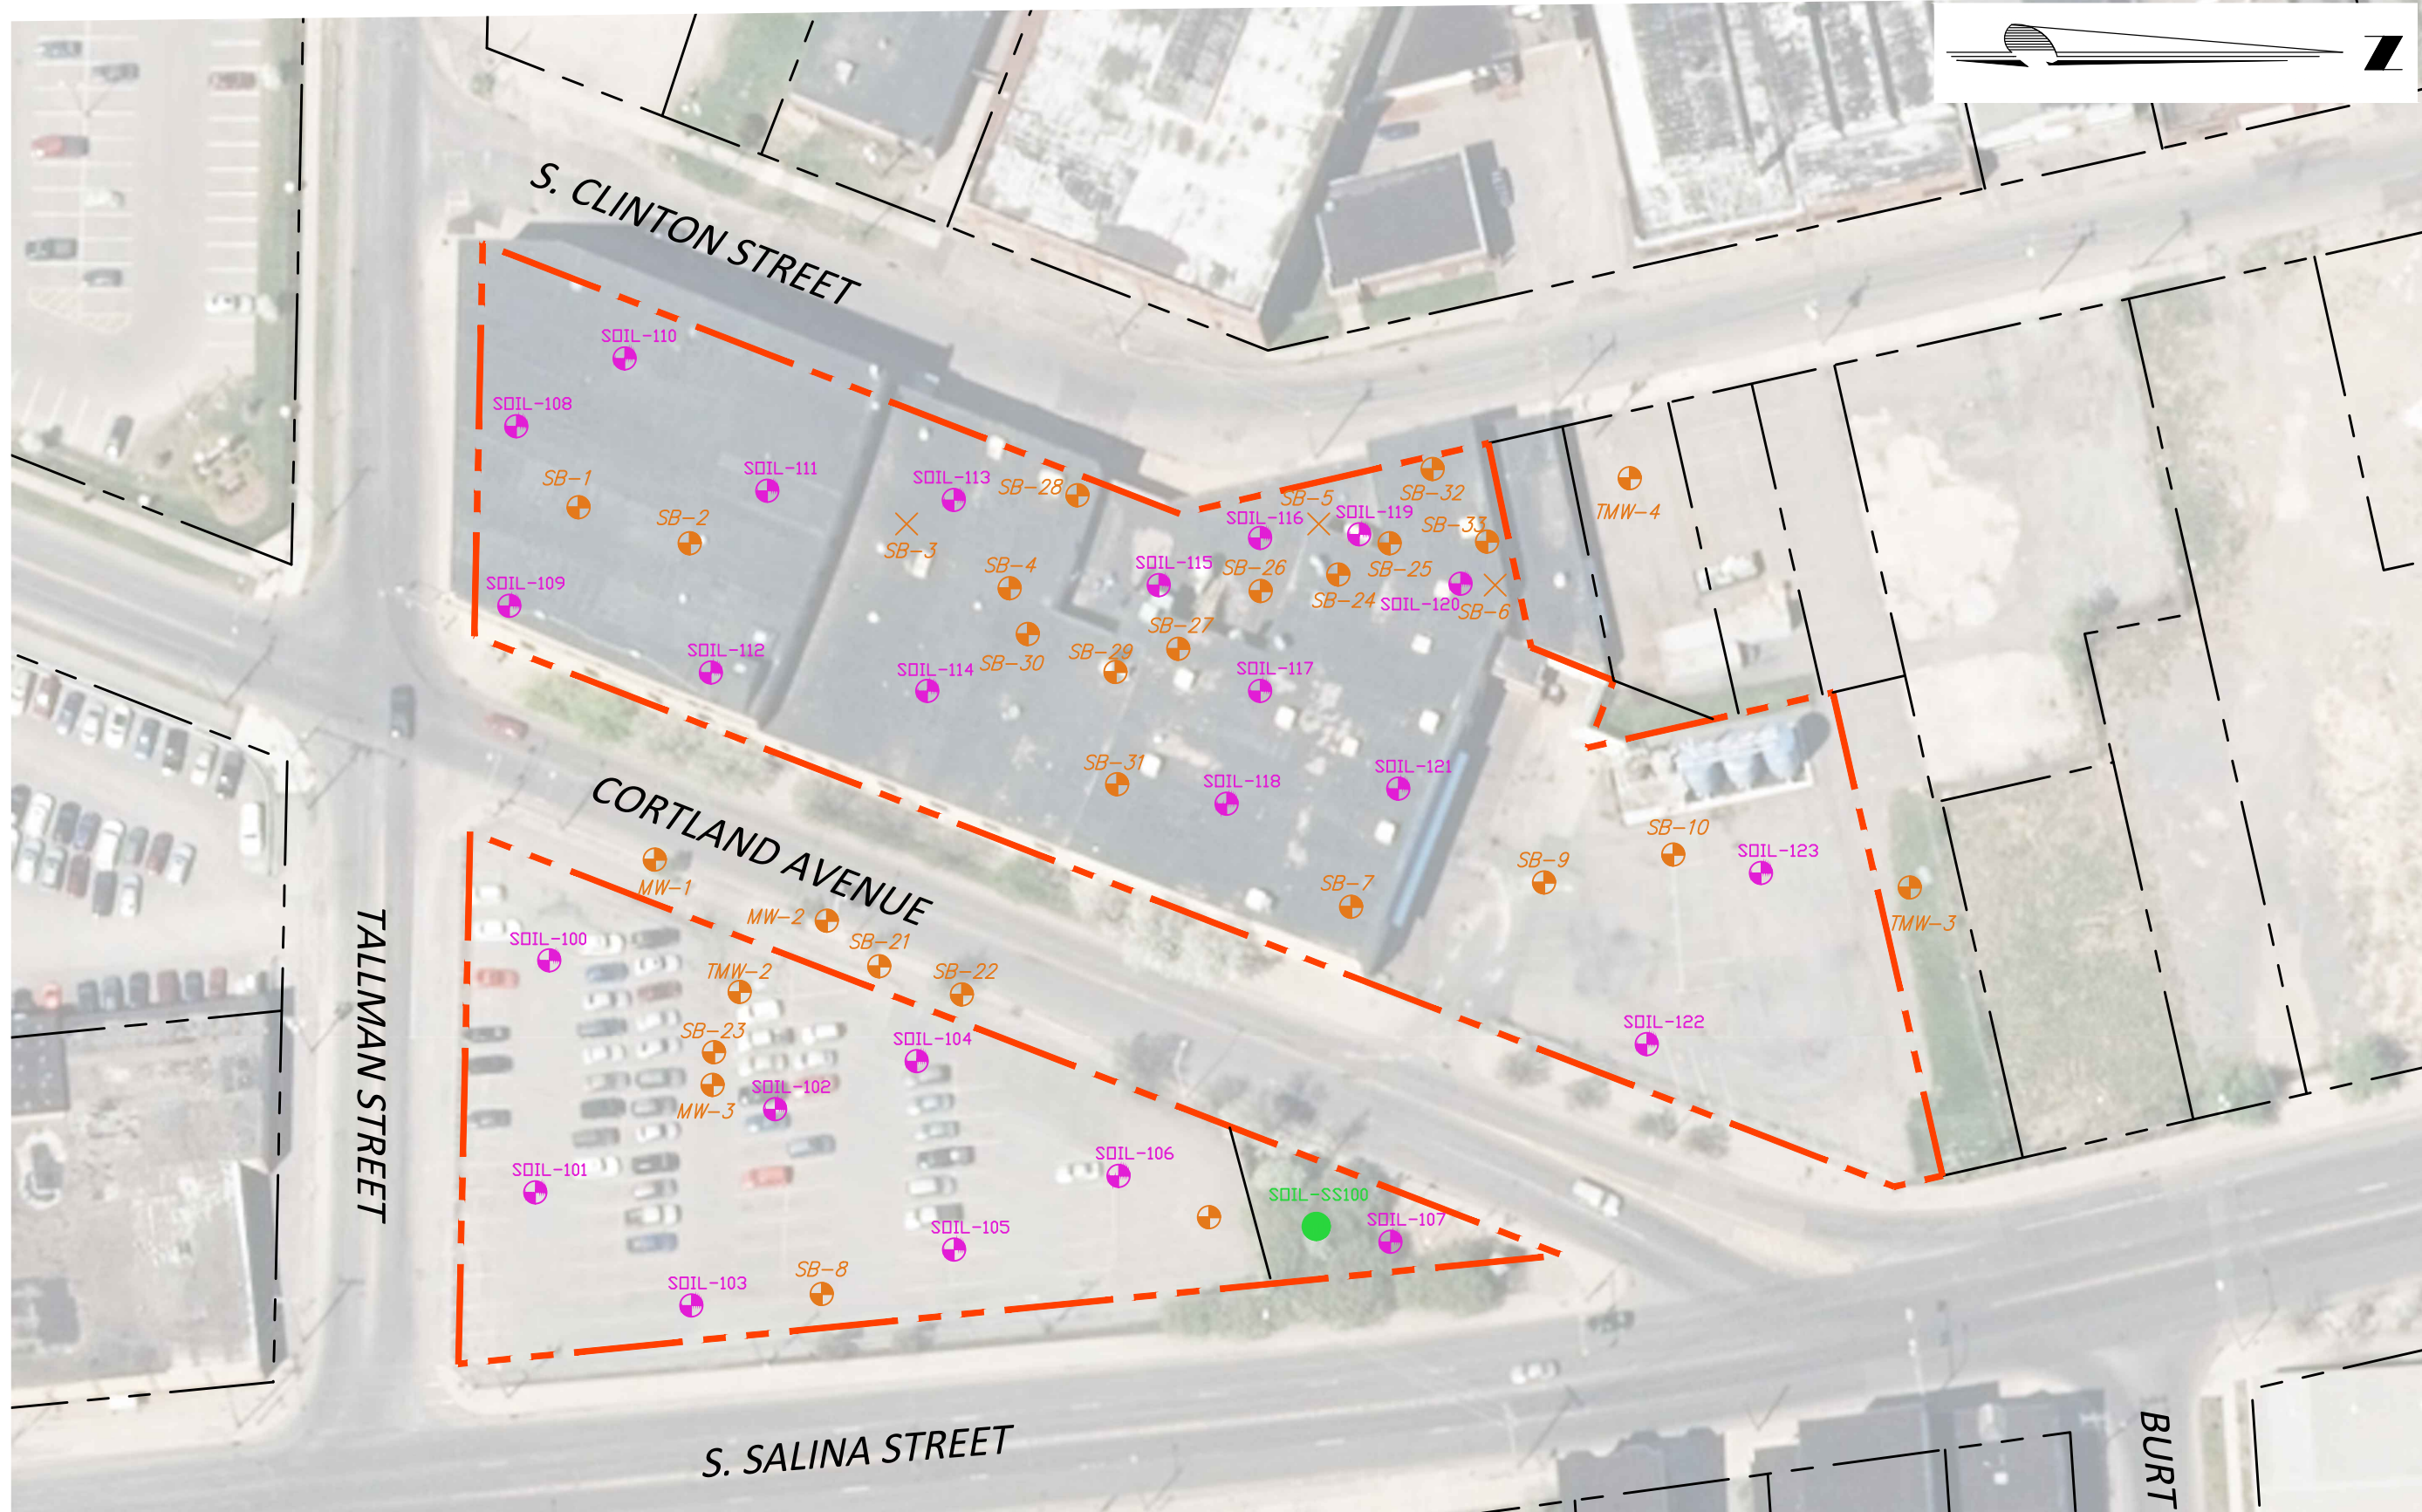 Z
S. CLINTON STREET
SOIL-110
SOIL-108
SB-1
SOIL-111
SB-2
SOIL-113
SB-28
SB-3
SB-5
SB-32
SOIL-116
SOIL-119
SB-33
TMW-4
SB-4
SOIL-115
SB-26
SB-25
SB-24
SOIL-120
SB-6
SOIL-109
SB-27
SOIL-112
SB-30
SB-29
SOIL-114
SOIL-117
SB-31
SOIL-118
SOIL-121
CORTLAND AVENUE
SB-10
SOIL-123
SB-9
SB-7
TMW-3
MW-1
MW-2
SB-21
SOIL-100
TMW-2
SB-22
TALLMAN STREET
SB-23
SOIL-104
SOIL-122
SOIL-102
MW-3
SOIL-106
SOIL-101
SOIL-SS100
SOIL-105
SOIL-107
SB-8
SOIL-103
S. SALINA STREET
BURT